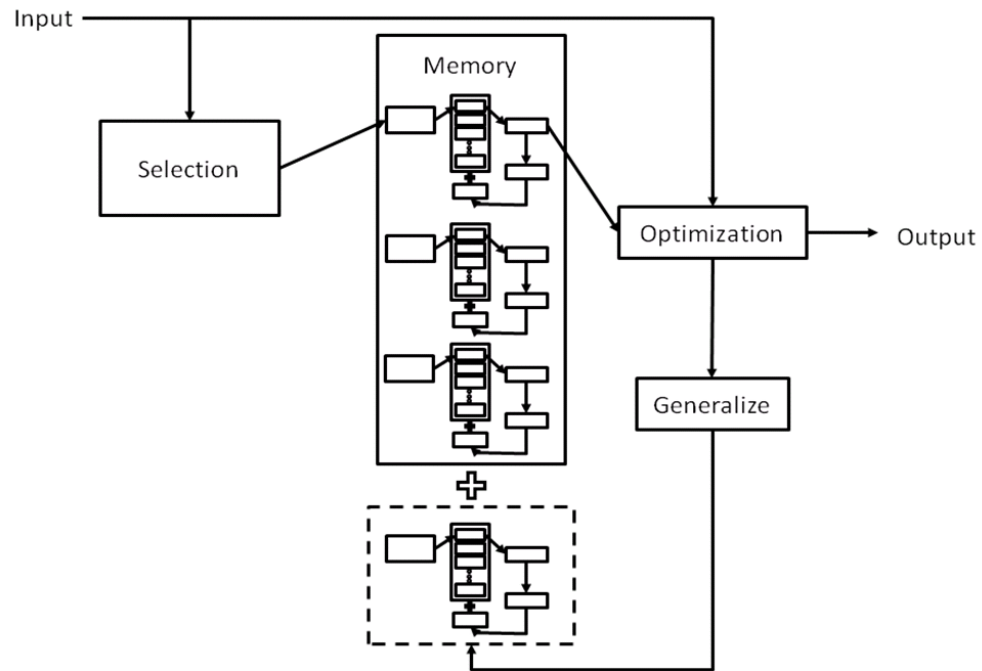 Input
Memory
Selection
Optimization
Output
Generalize